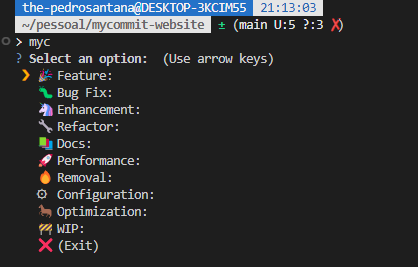 the-pedrosantana@DESKTOP-3KCIM55 21:13:03
~/pessoal/mycommit-website ± (main U:5 ?:3 ✗)
> myc
? Select an option: (Use arrow keys)
❯ 🎉 Feature:
🐛 Bug Fix:
🦄 Enhancement:
🔧 Refactor:
📚 Docs:
🚀 Performance:
🔥 Removal:
⚙ Configuration:
🐎 Optimization:
🚧 WIP:
❌ (Exit)